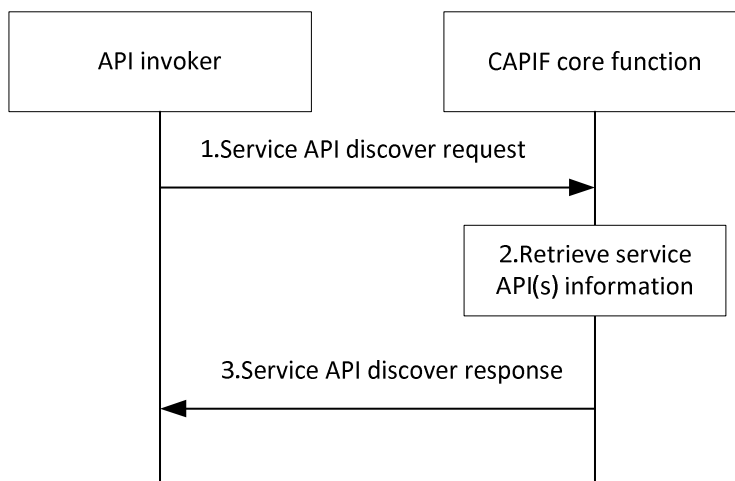 API invoker
CAPIF core function
1.Service API discover request
2.Retrieve service
API(s) information
3.Service API discover response